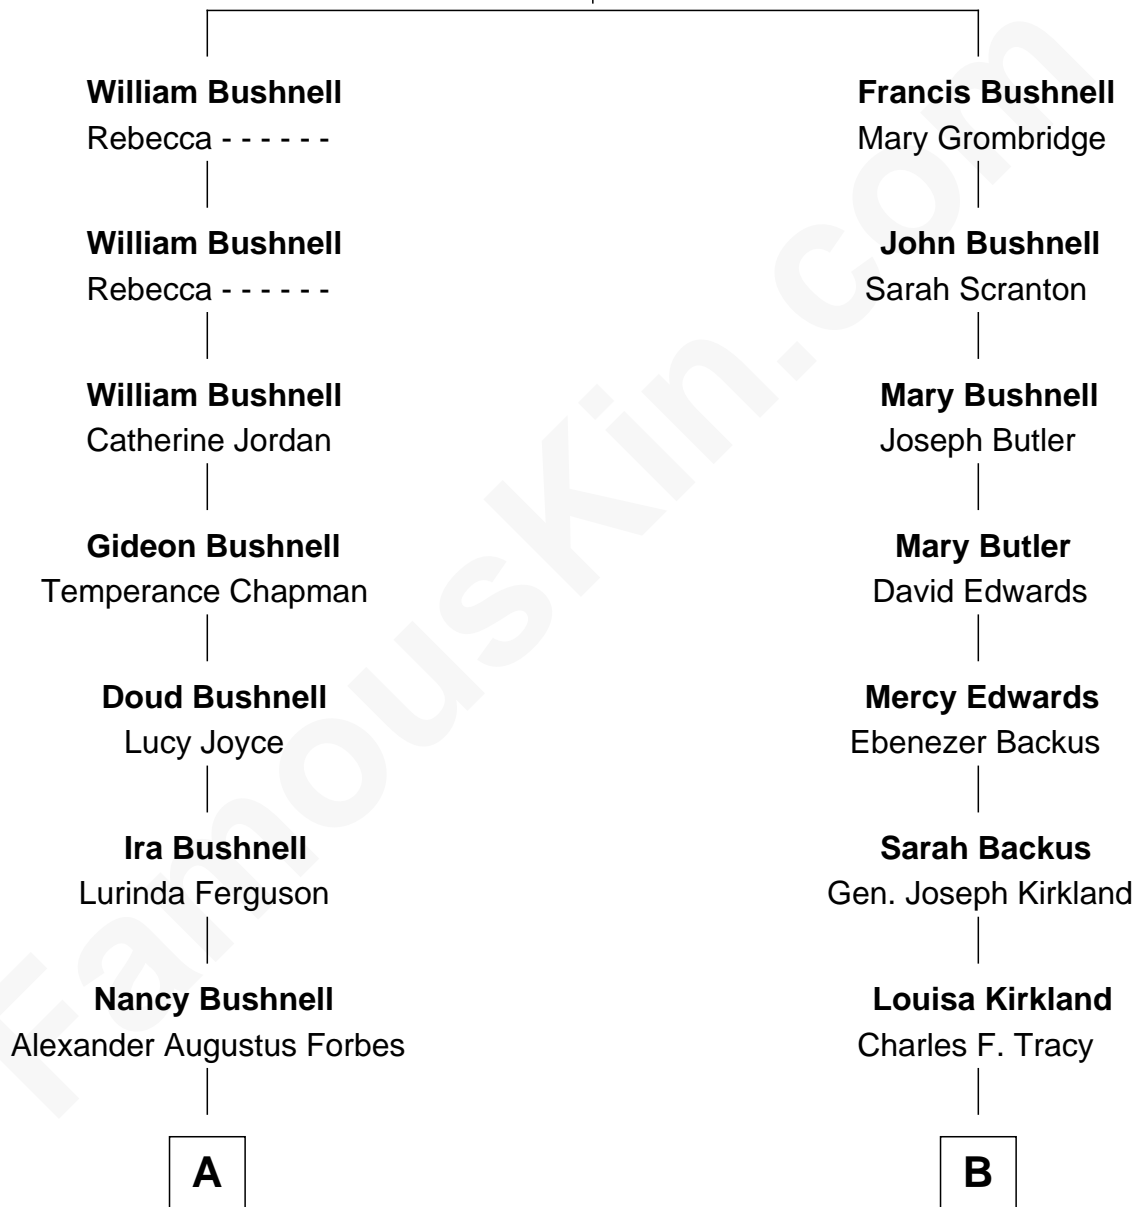 William Bushnell
Rebecca - - - - - -
William Bushnell
Rebecca - - - - - -
William Bushnell
Catherine Jordan
Gideon Bushnell
Temperance Chapman
Doud Bushnell
Lucy Joyce
Ira Bushnell
Lurinda Ferguson
Nancy Bushnell
Alexander Augustus Forbes
A
Francis Bushnell
Mary Grombridge
John Bushnell
Sarah Scranton
Mary Bushnell
Joseph Butler
Mary Butler
David Edwards
Mercy Edwards
Ebenezer Backus
Sarah Backus
Gen. Joseph Kirkland
Louisa Kirkland
Charles F. Tracy
B
FamousKin.com